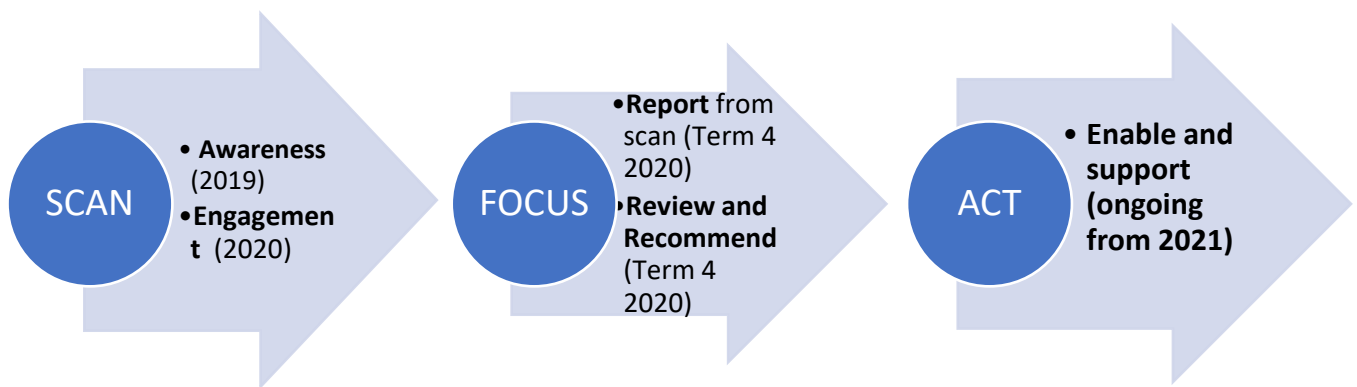 SCAN
• Awareness
(2019)
•Engagemen
t (2020)
FOCUS
•Report from
scan (Term 4
2020)
•Review and
Recommend
(Term 4
2020)
ACT
• Enable and
support
(ongoing
from 2021)